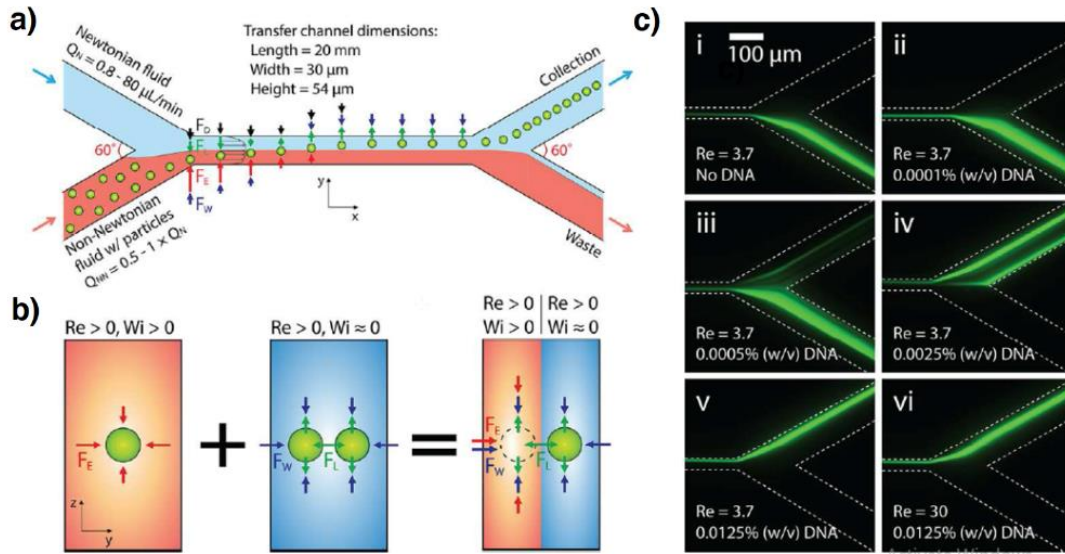 a)
Newtonian fluid
Q_N = 0.8 - 80 µL/min
Transfer channel dimensions:
Length = 20 mm
Width = 30 µm
Height = 54 µm
Collection
60°
F_D
F_L
F_E
F_W
y
x
60°
Non-Newtonian
fluid w/ particles
Q_NN = 0.5 - 1 x Q_N
Waste
b)
Re > 0, Wi > 0
Re > 0, Wi ≈ 0
Re > 0 | Re > 0
Wi > 0 | Wi ≈ 0
F_E
z
y
+
F_W
F_L
=
F_E
F_W
F_L
c)
i
100 µm
Re = 3.7
No DNA
ii
Re = 3.7
0.0001% (w/v) DNA
iii
Re = 3.7
0.0005% (w/v) DNA
iv
Re = 3.7
0.0025% (w/v) DNA
v
Re = 3.7
0.0125% (w/v) DNA
vi
Re = 30
0.0125% (w/v) DNA